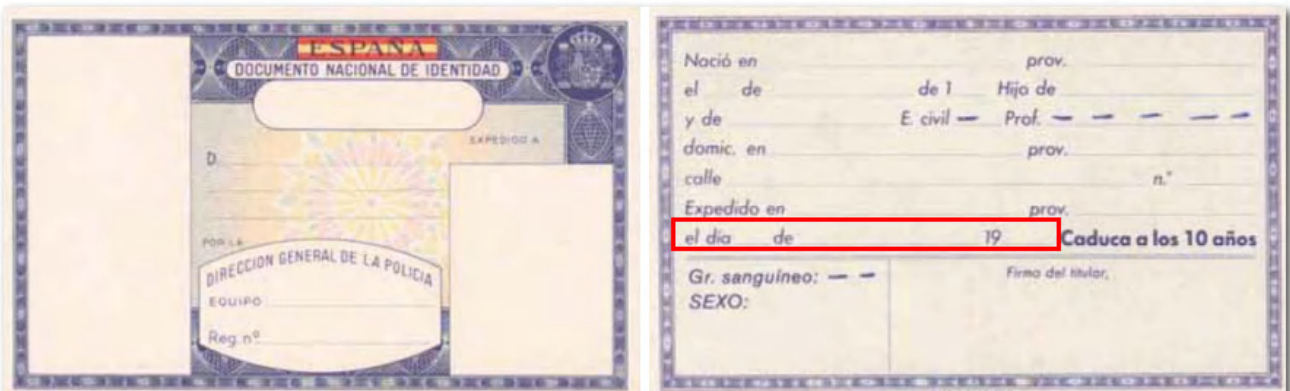 ESPAÑA
DOCUMENTO NACIONAL DE IDENTIDAD
EXPEDIDO A
D.
POR LA
DIRECCION GENERAL DE LA POLICIA
EQUIPO
Reg. nº
Nació en prov.
el de de 1 Hijo de
y de E. civil — Prof. — — — — —
domic. en prov.
calle n.º
Expedido en prov.
el día de 19 Caduca a los 10 años
Gr. sanguíneo: — —
SEXO:
Firma del titular,